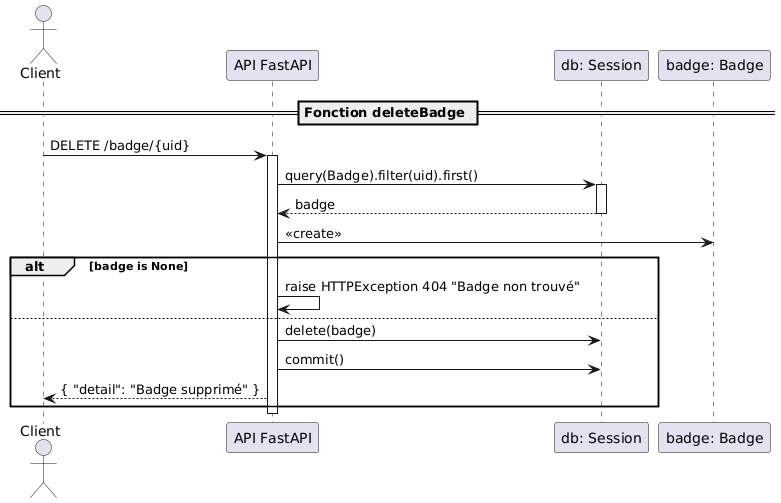 Client
API FastAPI
db: Session
badge: Badge
Fonction deleteBadge
DELETE /badge/{uid}
query(Badge).filter(uid).first()
badge
«create»
alt
[badge is None]
raise HTTPException 404 "Badge non trouvé"
delete(badge)
commit()
{ "detail": "Badge supprimé" }
Client
API FastAPI
db: Session
badge: Badge